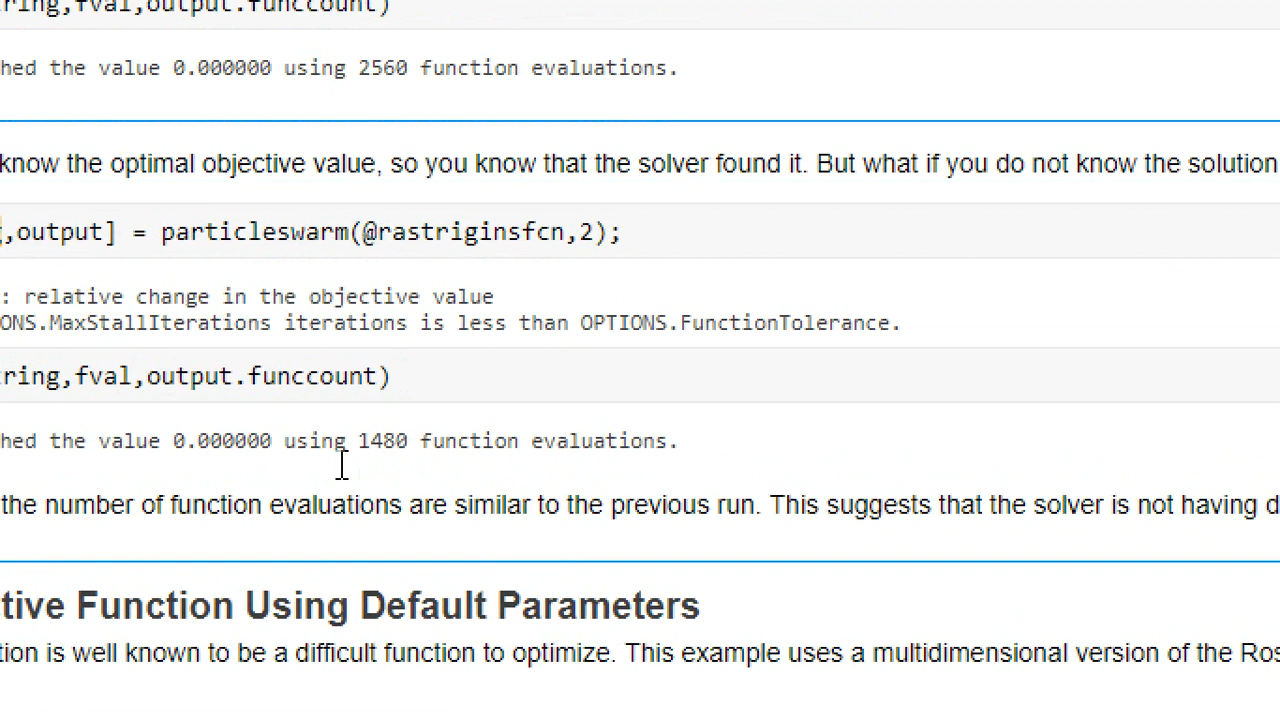 ring,fval,output.funccount)
hed the value 0.000000 using 2560 function evaluations.
know the optimal objective value, so you know that the solver found it. But what if you do not know the solution
,output] = particleswarm(@rastriginsfcn,2);
: relative change in the objective value
ONS.MaxStallIterations iterations is less than OPTIONS.FunctionTolerance.
ring,fval,output.funccount)
hed the value 0.000000 using 1480 function evaluations.
the number of function evaluations are similar to the previous run. This suggests that the solver is not having d
tive Function Using Default Parameters
tion is well known to be a difficult function to optimize. This example uses a multidimensional version of the Ros